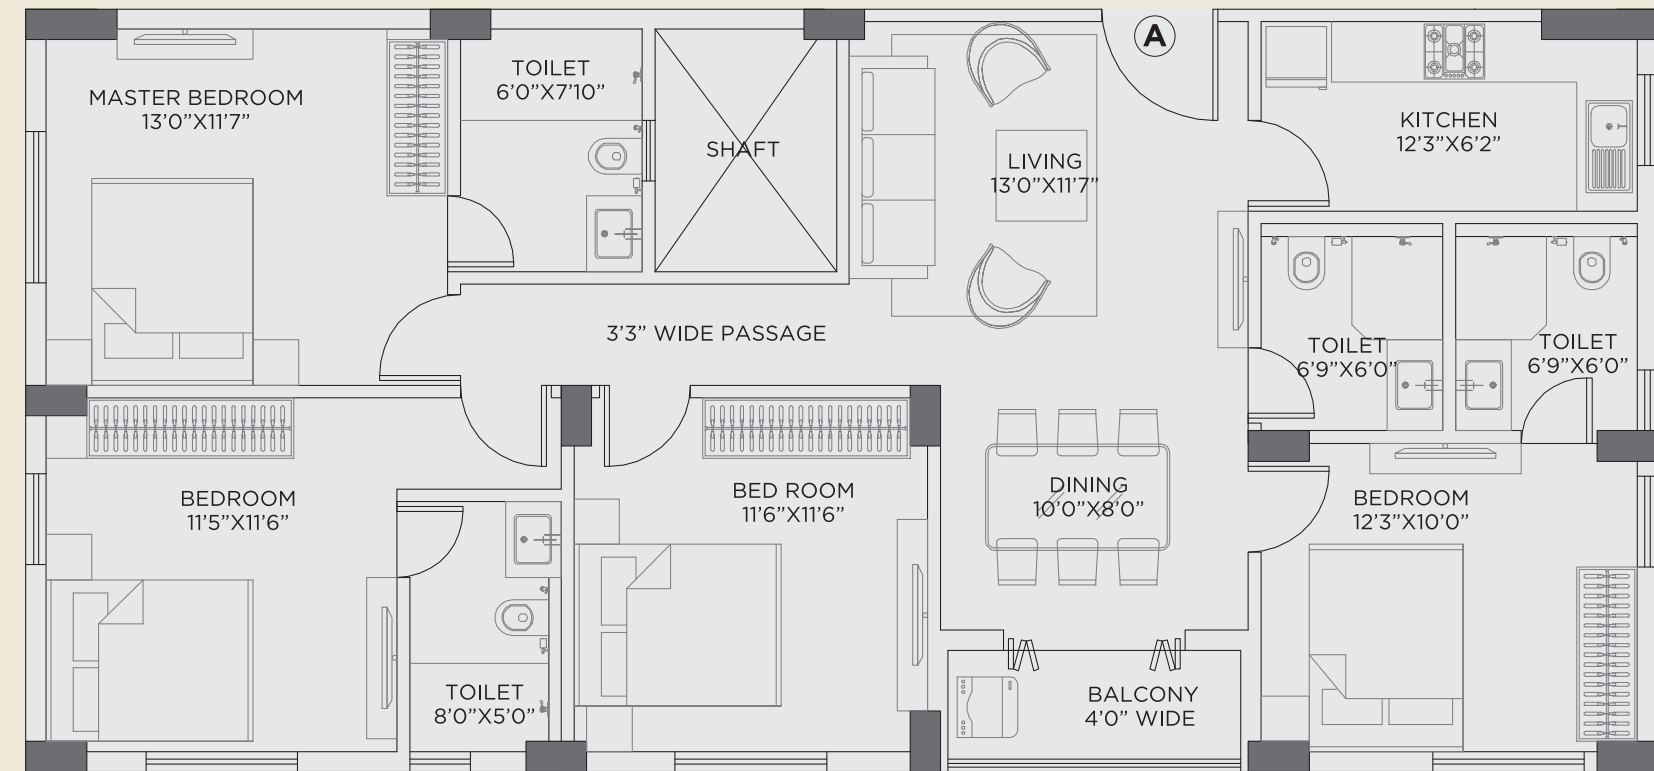 A
TOILET
6’0”X7’10”
MASTER BEDROOM
13’0”X11’7”
SHAFT
LIVING
13’0”X11’7”
KITCHEN
12’3”X6’2”
3’3” WIDE PASSAGE
TOILET
6’9”X6’0”
TOILET
6’9”X6’0”
BEDROOM
11’5”X11’6”
BED ROOM
11’6”X11’6”
DINING
10’0”X8’0”
BEDROOM
12’3”X10’0”
TOILET
8’0”X5’0”
BALCONY
4’0” WIDE